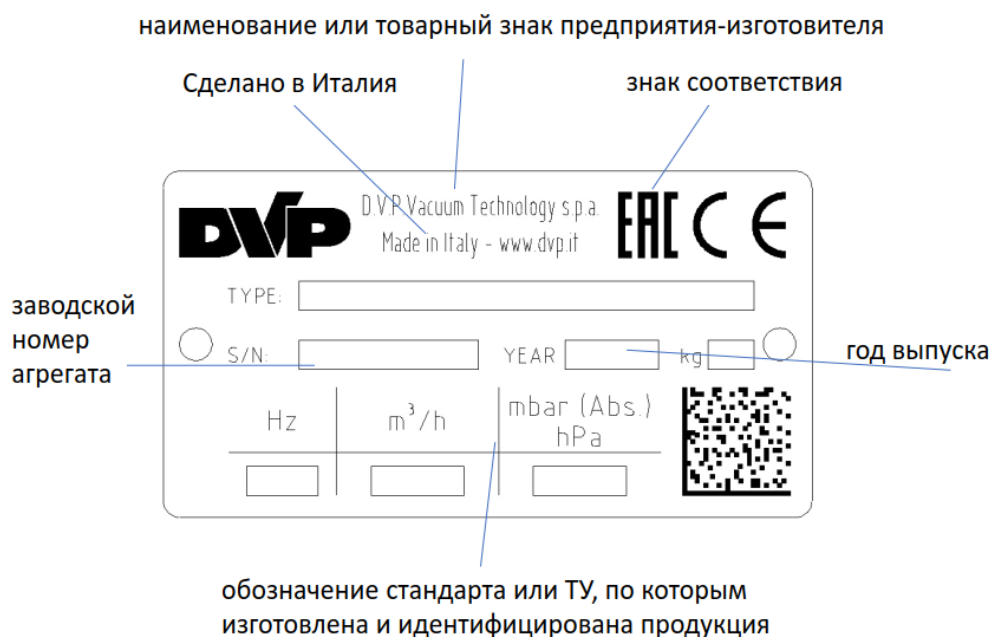 наименование или товарный знак предприятия-изготовителя
Сделано в Италия
знак соответствия
DVP
D.V.P. Vacuum Technology s.p.a.
Made in Italy - www.dvp.it
EAC CE
TYPE:
заводской
номер
агрегата
S/N:
YEAR
kg
год выпуска
Hz
m³/h
mbar (Abs.)
hPa
обозначение стандарта или ТУ, по которым
изготовлена и идентифицирована продукция